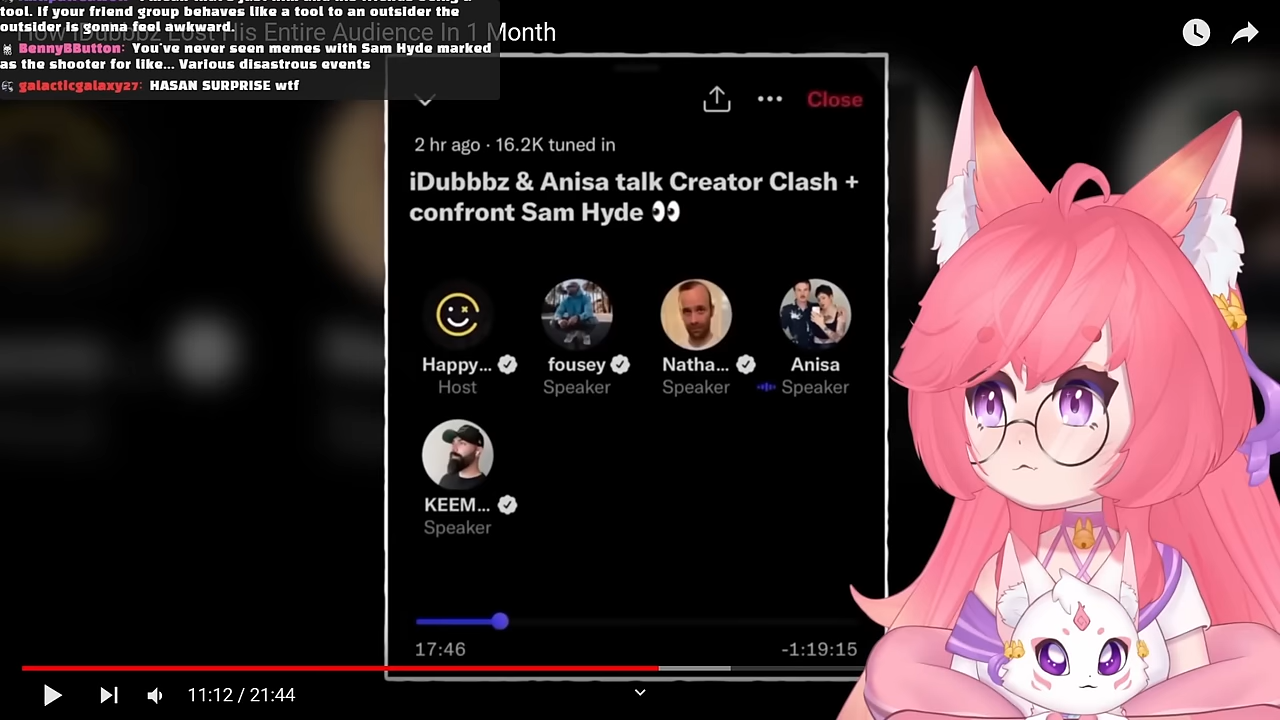 tool. If your friend group behaves like a tool to an outsider the
outsider is gonna feel awkward.
How iDubbbz Lost His Entire Audience In 1 Month
BennyBButton: You've never seen memes with Sam Hyde marked
as the shooter for like... Various disastrous events
galacticgalaxy27: HASAN SURPRISE wtf
Close
2 hr ago · 16.2K tuned in
iDubbbz & Anisa talk Creator Clash +
confront Sam Hyde 👀
Happy... fousey Natha... Anisa
Host Speaker Speaker Speaker
KEEM...
Speaker
17:46 -1:19:15
11:12 / 21:44